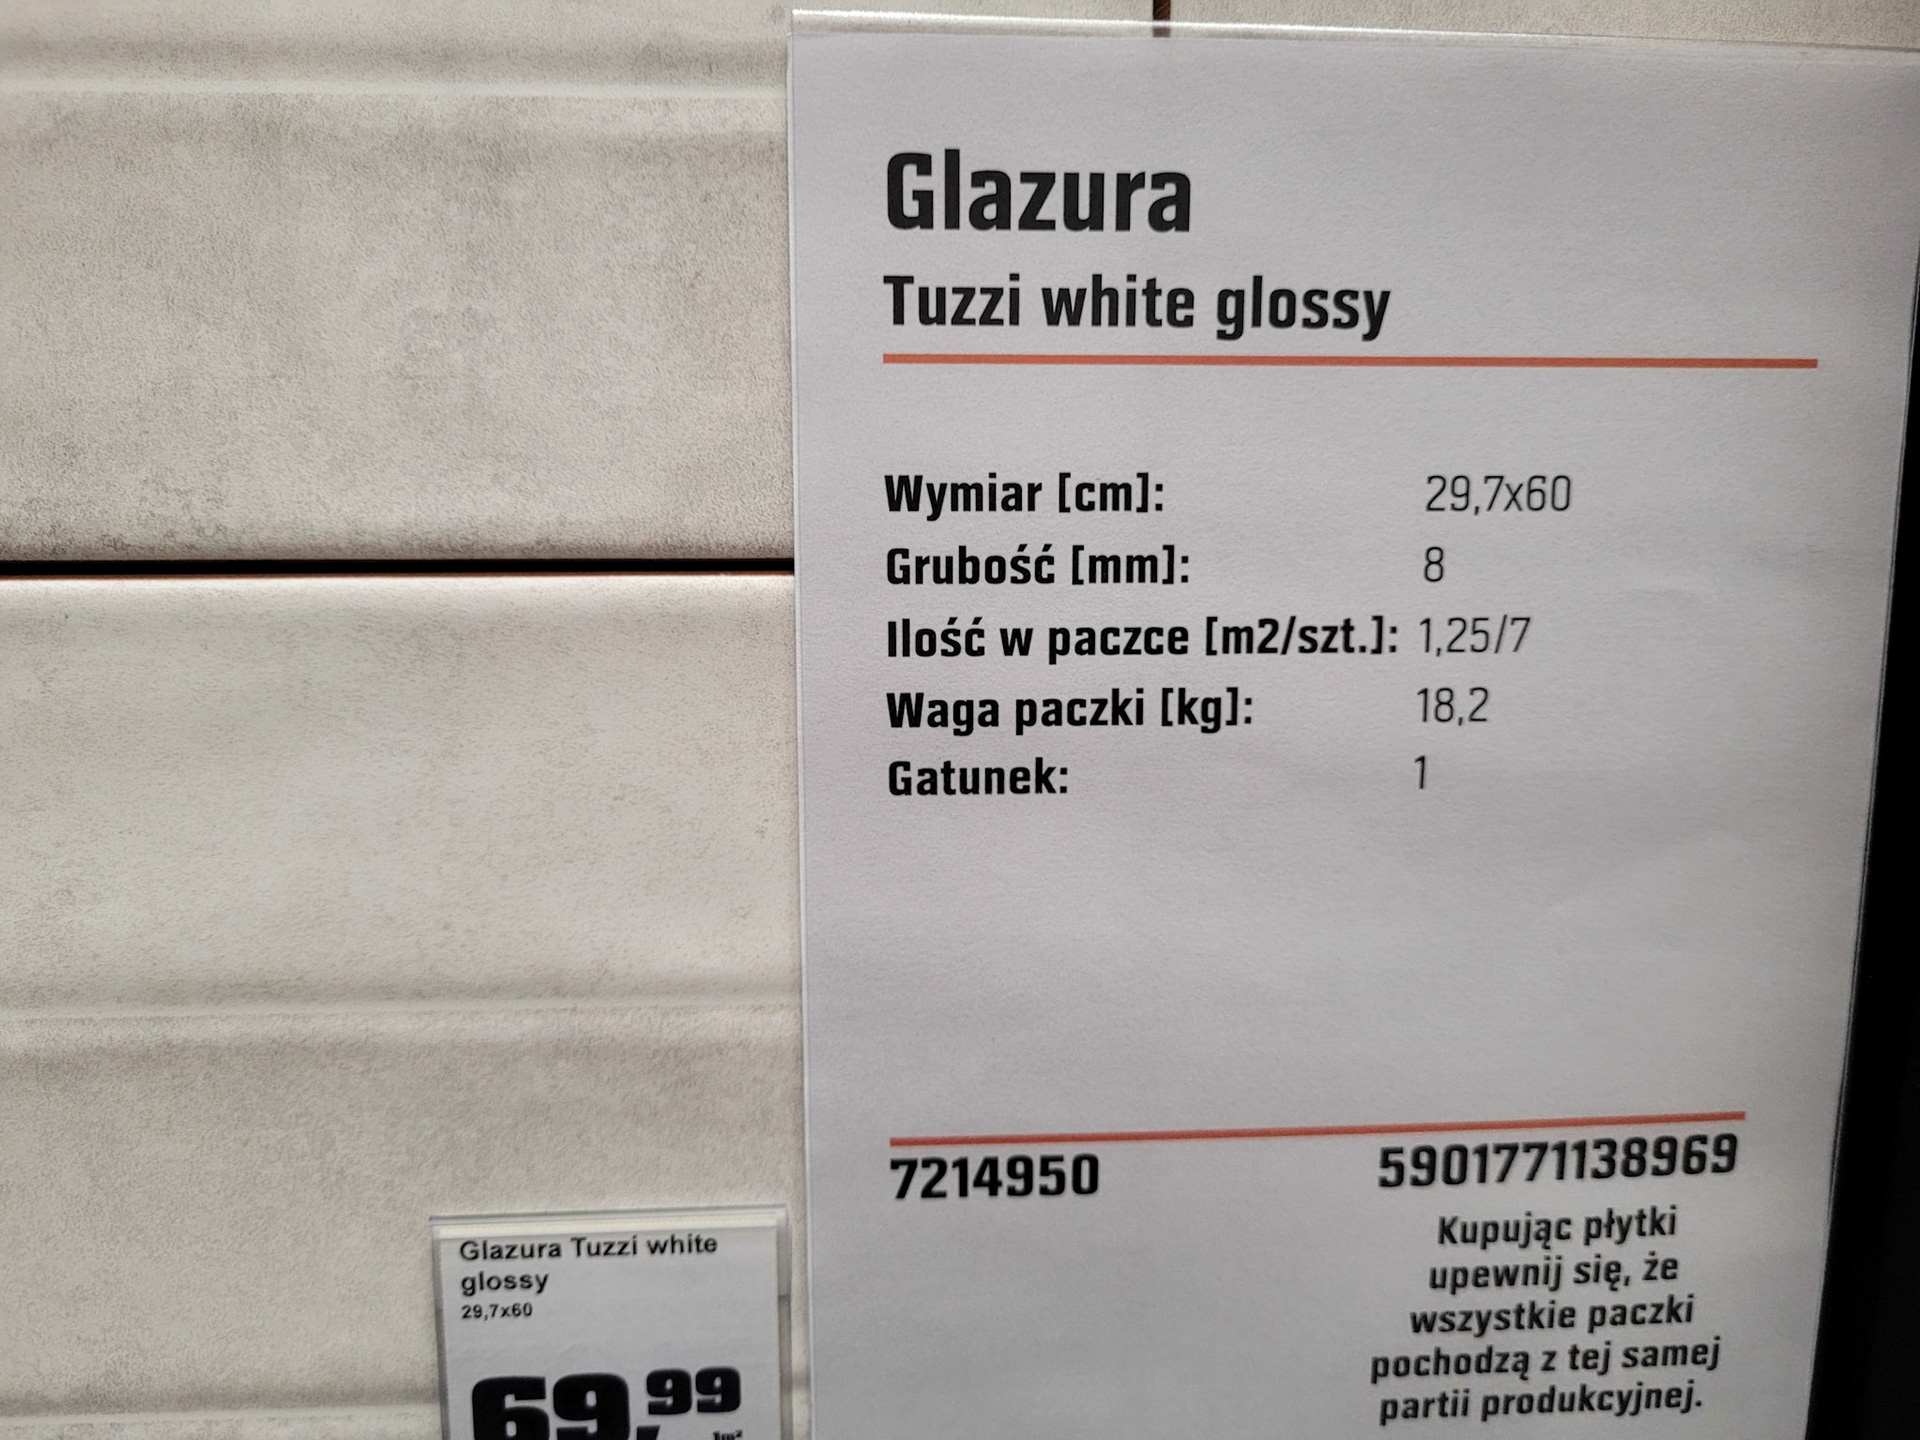 Glazura
Tuzzi white glossy
Wymiar [cm]: 29,7x60
Grubość [mm]: 8
Ilość w paczce [m2/szt.]: 1,25/7
Waga paczki [kg]: 18,2
Gatunek: 1
7214950 5901771138969
Kupując płytki
upewnij się, że
wszystkie paczki
pochodzą z tej samej
partii produkcyjnej.
Glazura Tuzzi white
glossy
29,7x60
69,99
1m²